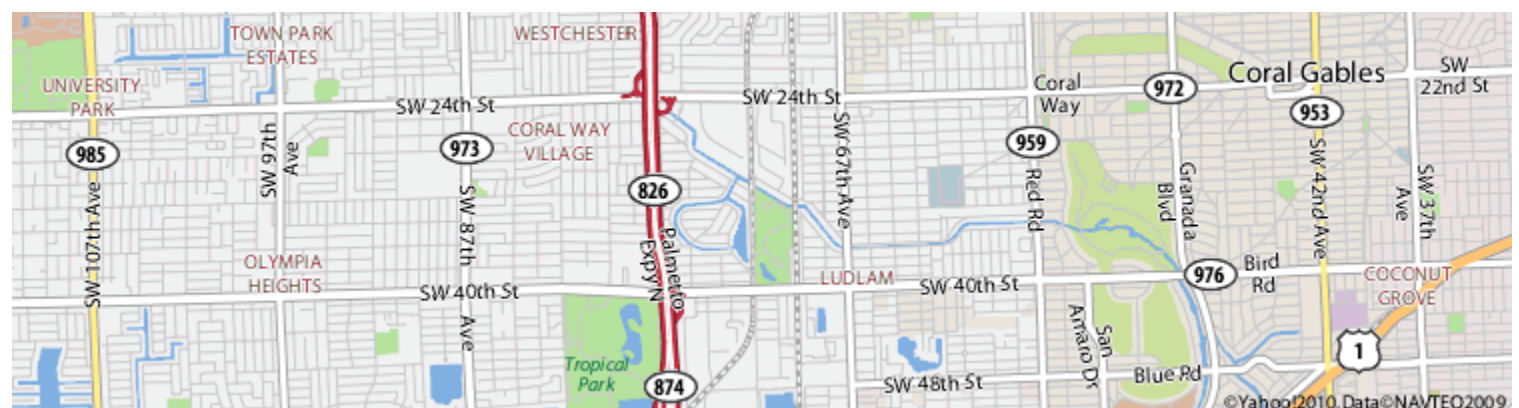 TOWN PARK
ESTATES
WESTCHESTER
UNIVERSITY
PARK
SW 24th St
SW 24th St
Coral
Way
972
Coral Gables
SW
22nd St
953
985
SW 97th
Ave
973
CORAL WAY
VILLAGE
SW 67th Ave
959
826
SW 107th Ave
SW 87th
Ave
Red Rd
Granada
Blvd
SW 42nd Ave
SW 37th
Ave
OLYMPIA
HEIGHTS
Palmetto
Expy N
LUDLAM
SW 40th St
SW 40th St
976
Bird
Rd
COCONUT
GROVE
San
Amaro Dr
Tropical
Park
874
SW 48th St
Blue Rd
1
©Yahoo!2010, Data©NAVTEQ2009